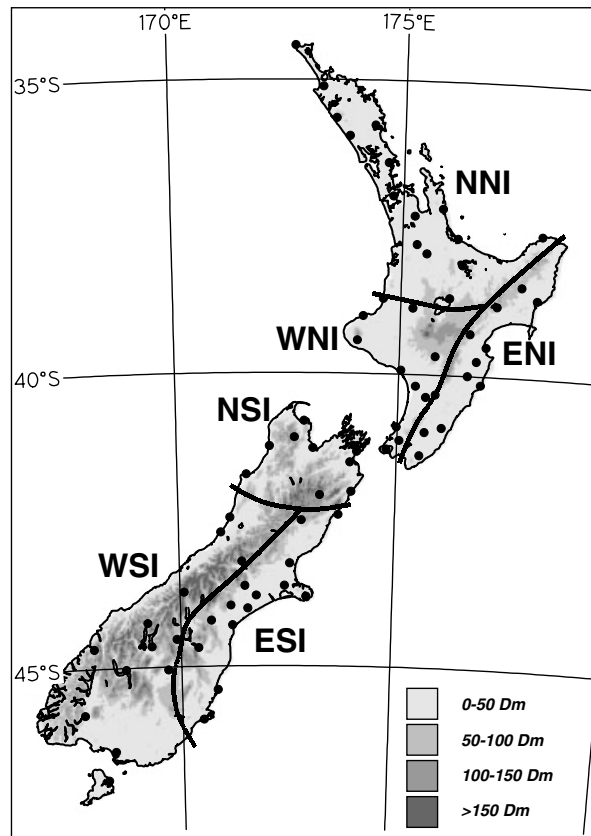 170°E 175°E
35°S
NNI
WNI
ENI
40°S
NSI
WSI
ESI
45°S
0-50 Dm
50-100 Dm
100-150 Dm
>150 Dm